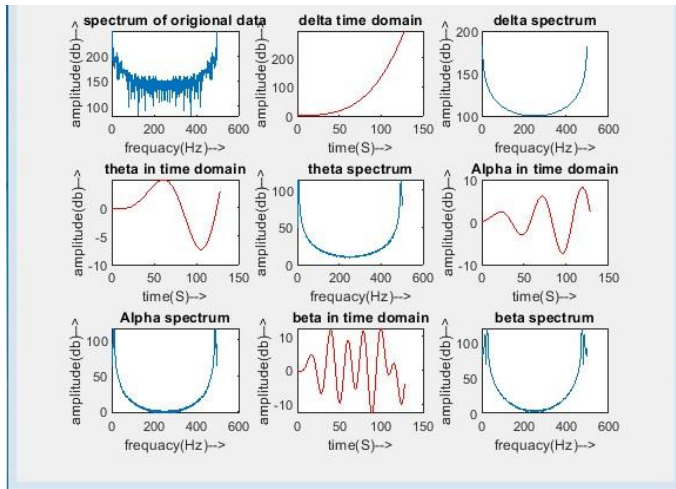 spectrum of origional data
amplitude(db)-->
200
150
100
0 200 400 600
frequacy(Hz)-->
delta time domain
amplitude(db)-->
200
100
0
0 50 100 150
time(S)-->
delta spectrum
amplitude(db)-->
200
150
100
0 200 400 600
frequacy(Hz)-->
theta in time domain
amplitude(db)-->
5
0
-5
-10
0 50 100 150
time(S)-->
theta spectrum
amplitude(db)-->
100
50
0
0 200 400 600
frequacy(Hz)-->
Alpha in time domain
amplitude(db)-->
10
0
-10
0 50 100 150
time(S)-->
Alpha spectrum
amplitude(db)-->
100
50
0
0 200 400 600
frequacy(Hz)-->
beta in time domain
amplitude(db)-->
10
0
-10
0 50 100 150
time(S)-->
beta spectrum
amplitude(db)-->
100
50
0
0 200 400 600
frequacy(Hz)-->